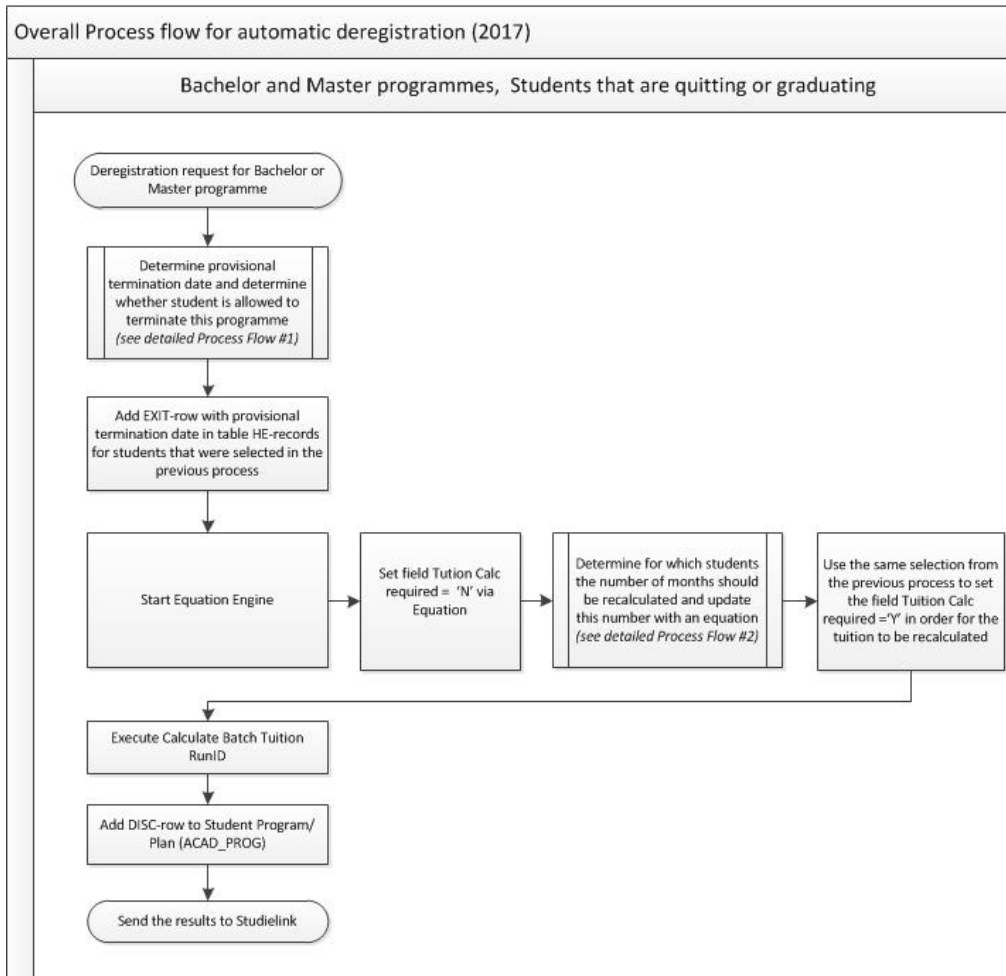 Overall Process flow for automatic deregistration (2017)
Bachelor and Master programmes, Students that are quitting or graduating
Deregistration request for Bachelor or
Master programme
Determine provisional
termination date and determine
whether student is allowed to
terminate this programme
(see detailed Process Flow #1)
Add EXIT-row with provisional
termination date in table HE-records
for students that were selected in the
previous process
Start Equation Engine
Set field Tution Calc
required = 'N' via
Equation
Determine for which students
the number of months should
be recalculated and update
this number with an equation
(see detailed Process Flow #2)
Use the same selection from
the previous process to set
the field Tuition Calc
required ='Y' in order for the
tuition to be recalculated
Execute Calculate Batch Tuition
RunID
Add DISC-row to Student Program/
Plan (ACAD_PROG)
Send the results to Studielink